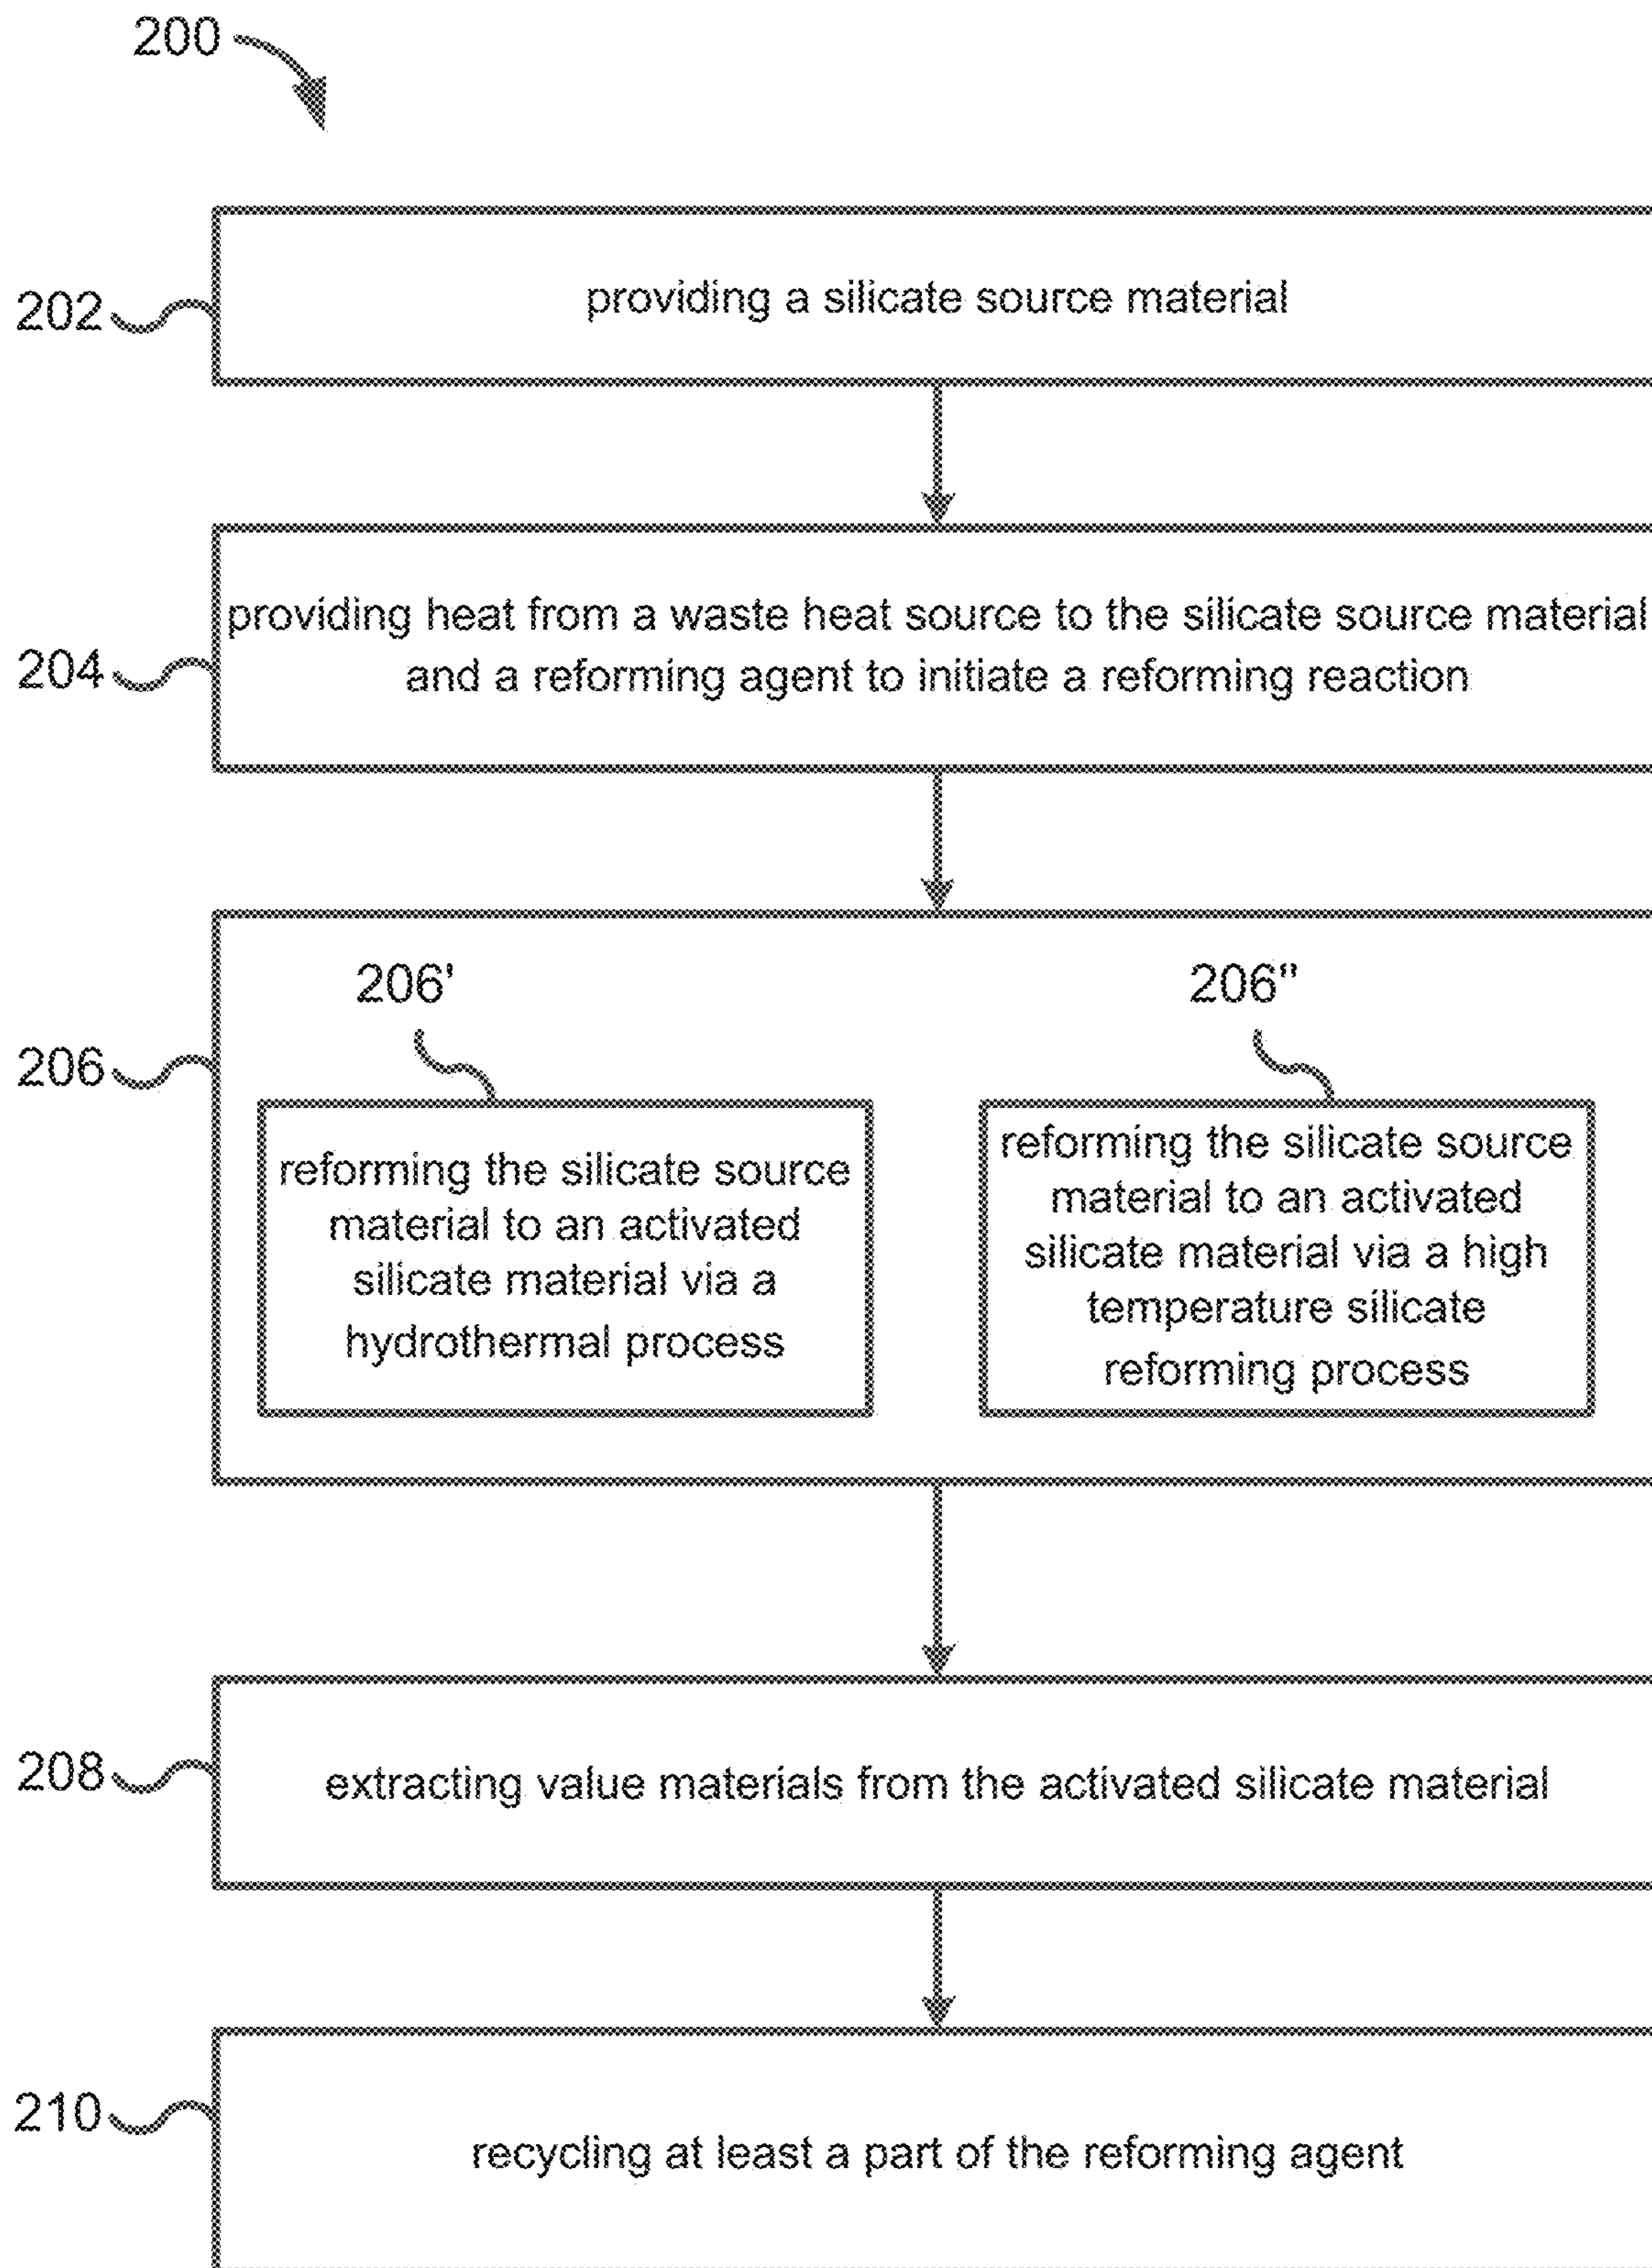 200
202
providing a silicate source material
204
providing heat from a waste heat source to the silicate source material
and a reforming agent to initiate a reforming reaction
206
206'
reforming the silicate source
material to an activated
silicate material via a
hydrothermal process
206"
reforming the silicate source
material to an activated
silicate material via a high
temperature silicate
reforming process
208
extracting value materials from the activated silicate material
210
recycling at least a part of the reforming agent